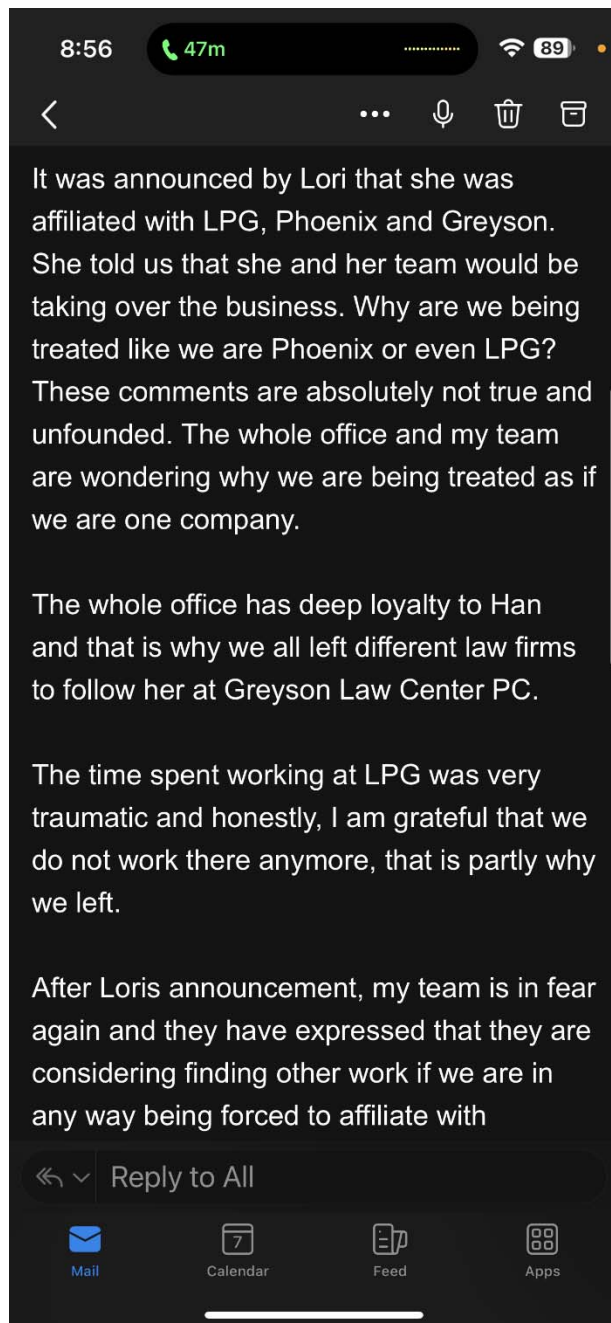 8:56 47m 89
It was announced by Lori that she was
affiliated with LPG, Phoenix and Greyson.
She told us that she and her team would be
taking over the business. Why are we being
treated like we are Phoenix or even LPG?
These comments are absolutely not true and
unfounded. The whole office and my team
are wondering why we are being treated as if
we are one company.
The whole office has deep loyalty to Han
and that is why we all left different law firms
to follow her at Greyson Law Center PC.
The time spent working at LPG was very
traumatic and honestly, I am grateful that we
do not work there anymore, that is partly why
we left.
After Loris announcement, my team is in fear
again and they have expressed that they are
considering finding other work if we are in
any way being forced to affiliate with
Reply to All
7
Mail Calendar Feed Apps